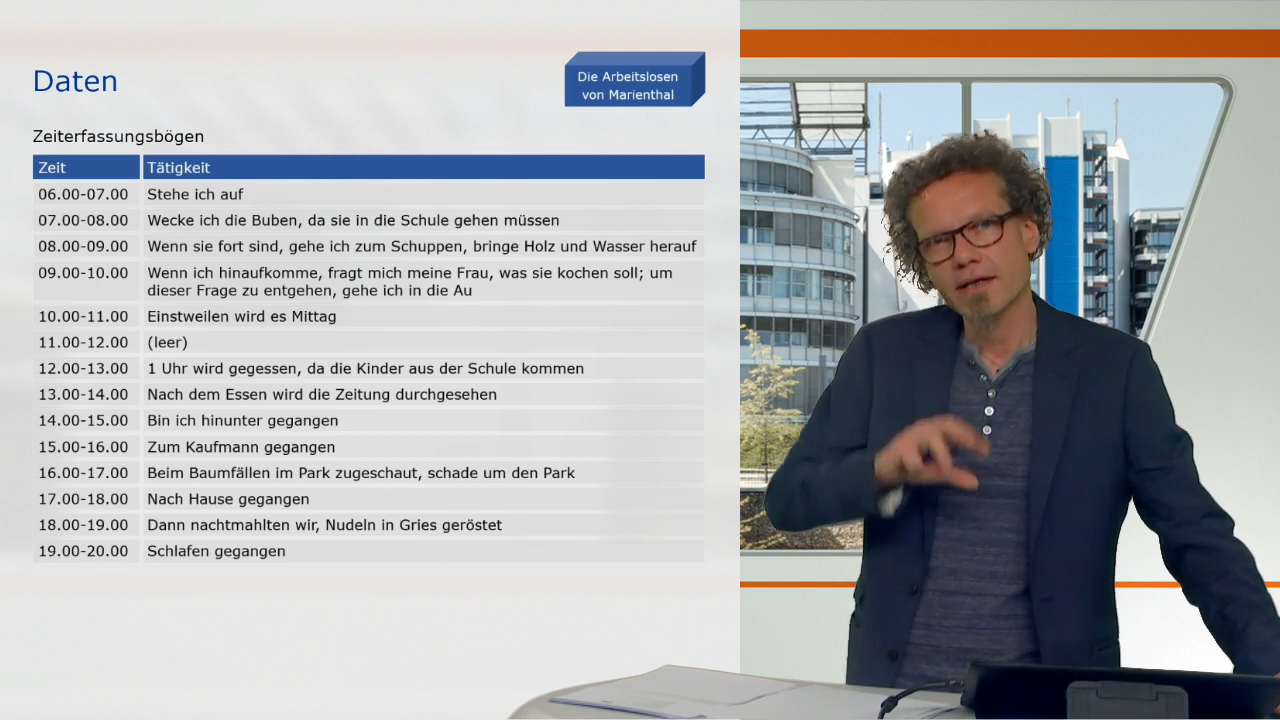 Daten
Die Arbeitslosen
von Marienthal
Zeiterfassungsbögen
Zeit Tätigkeit
06.00-07.00 Stehe ich auf
07.00-08.00 Wecke ich die Buben, da sie in die Schule gehen müssen
08.00-09.00 Wenn sie fort sind, gehe ich zum Schuppen, bringe Holz und Wasser herauf
09.00-10.00 Wenn ich hinaufkomme, fragt mich meine Frau, was sie kochen soll; um
dieser Frage zu entgehen, gehe ich in die Au
10.00-11.00 Einstweilen wird es Mittag
11.00-12.00 (leer)
12.00-13.00 1 Uhr wird gegessen, da die Kinder aus der Schule kommen
13.00-14.00 Nach dem Essen wird die Zeitung durchgesehen
14.00-15.00 Bin ich hinunter gegangen
15.00-16.00 Zum Kaufmann gegangen
16.00-17.00 Beim Baumfällen im Park zugeschaut, schade um den Park
17.00-18.00 Nach Hause gegangen
18.00-19.00 Dann nachtmahlten wir, Nudeln in Gries geröstet
19.00-20.00 Schlafen gegangen